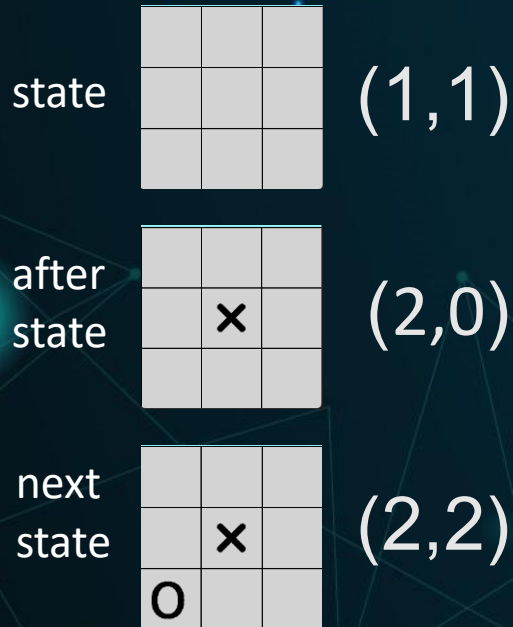 state
(1,1)
after
state
×
(2,0)
next
state
×
O
(2,2)